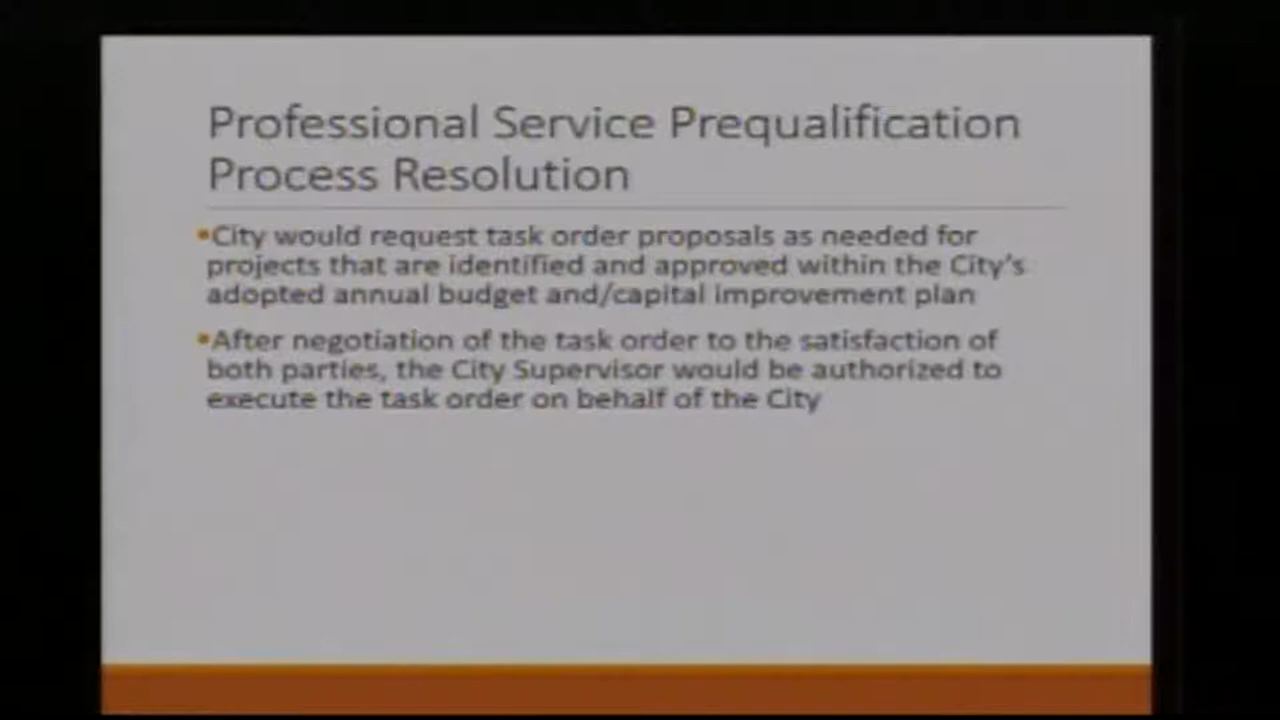 Professional Service Prequalification
Process Resolution
▪City would request task order proposals as needed for
projects that are identified and approved within the City's
adopted annual budget and/capital improvement plan
▪After negotiation of the task order to the satisfaction of
both parties, the City Supervisor would be authorized to
execute the task order on behalf of the City